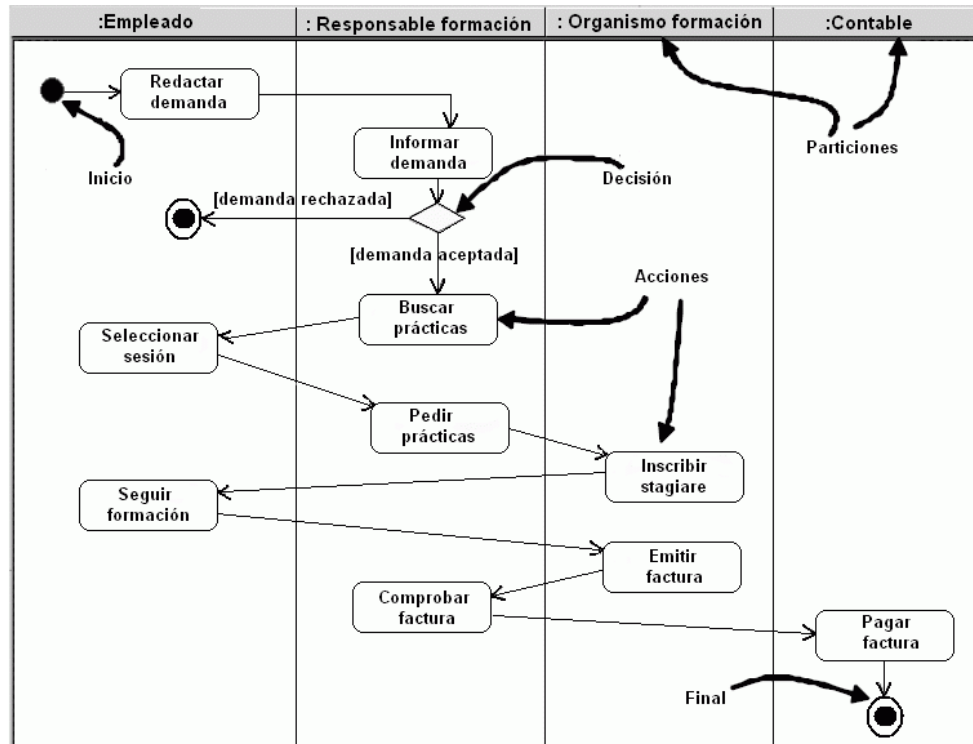 :Empleado
: Responsable formación
: Organismo formación
:Contable
Redactar
demanda
Informar
demanda
Particiones
Inicio
Decisión
[demanda rechazada]
[demanda aceptada]
Acciones
Buscar
prácticas
Seleccionar
sesión
Pedir
prácticas
Inscribir
stagiare
Seguir
formación
Emitir
factura
Comprobar
factura
Pagar
factura
Final